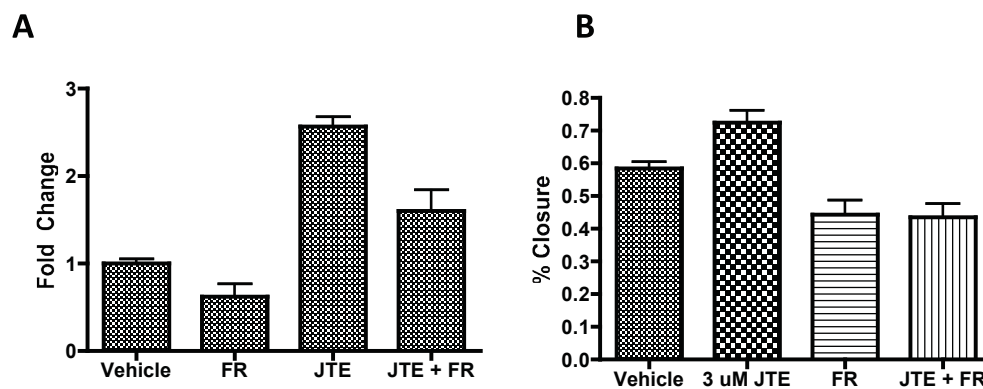 A
B
Fold Change
3
2
1
0
Vehicle FR JTE JTE + FR
% Closure
0.8
0.7
0.6
0.5
0.4
0.3
0.2
0.1
0.0
Vehicle 3 uM JTE FR JTE + FR